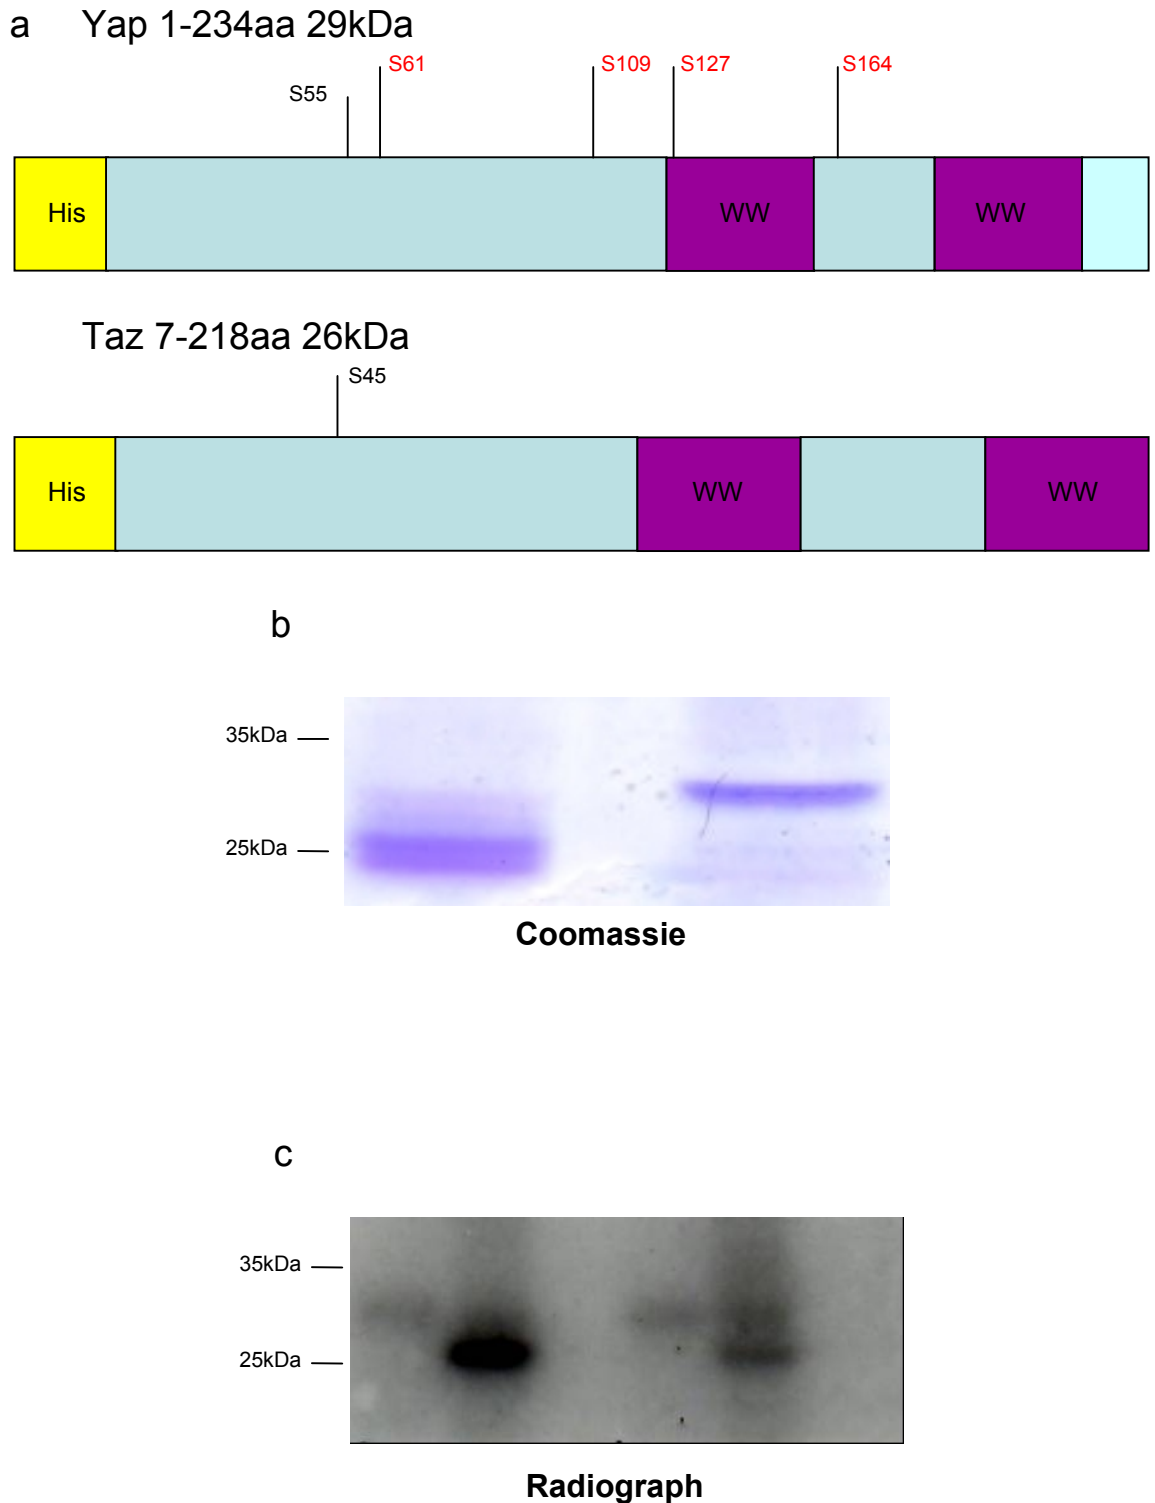 a Yap 1-234aa 29kDa
S61 S109 S127 S164
S55
His WW WW
Taz 7-218aa 26kDa
S45
His WW WW
b
35kDa
25kDa
Coomassie
c
35kDa
25kDa
Radiograph